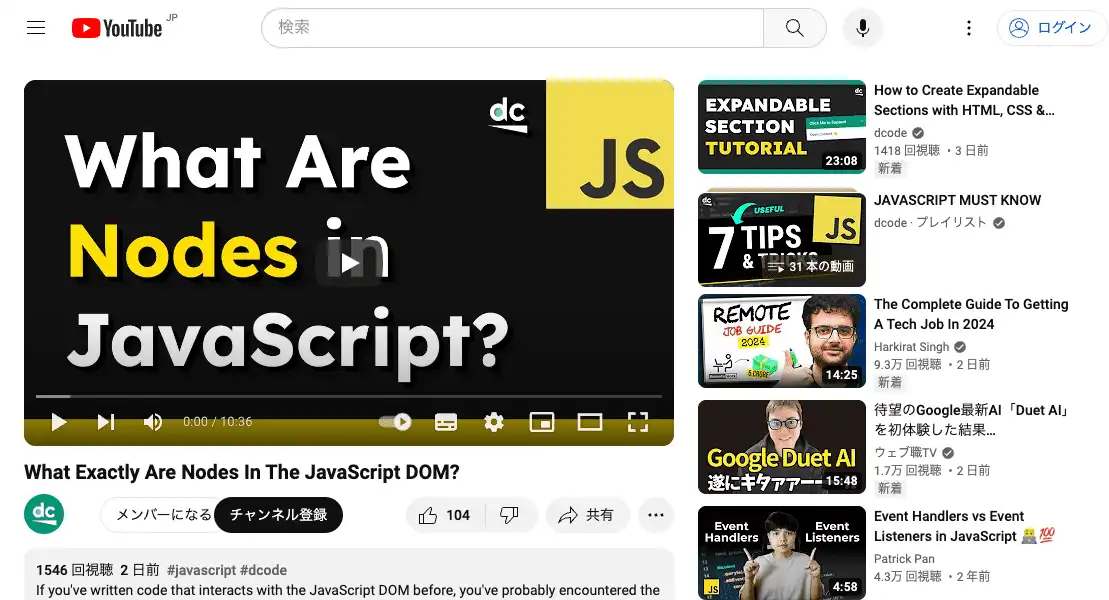 YouTube JP
検索
ログイン
dc
What Are
Nodes in
JavaScript?
JS
0:00 / 10:36
What Exactly Are Nodes In The JavaScript DOM?
dc
メンバーになる
チャンネル登録
104
共有
1546 回視聴 2 日前 #javascript #dcode
If you've written code that interacts with the JavaScript DOM before, you've probably encountered the
EXPANDABLE
SECTION
TUTORIAL
dc
23:08
How to Create Expandable
Sections with HTML, CSS &...
dcode
1418 回視聴 ・3 日前
新着
dc
USEFUL
7 TIPS
& TRICKS
JS
31 本の動画
JAVASCRIPT MUST KNOW
dcode · プレイリスト
REMOTE
JOB GUIDE
2024
14:25
The Complete Guide To Getting
A Tech Job In 2024
Harkirat Singh
9.3万 回視聴 ・2 日前
新着
Google Duet AI
遂にキタァァーー
15:48
待望のGoogle最新AI「Duet AI」
を初体験した結果...
ウェブ職TV
1.7万 回視聴 ・2 日前
新着
Event
Handlers
Event
Listeners
JS
4:58
Event Handlers vs Event
Listeners in JavaScript 👨‍💻💯
Patrick Pan
4.3万 回視聴 ・2 年前